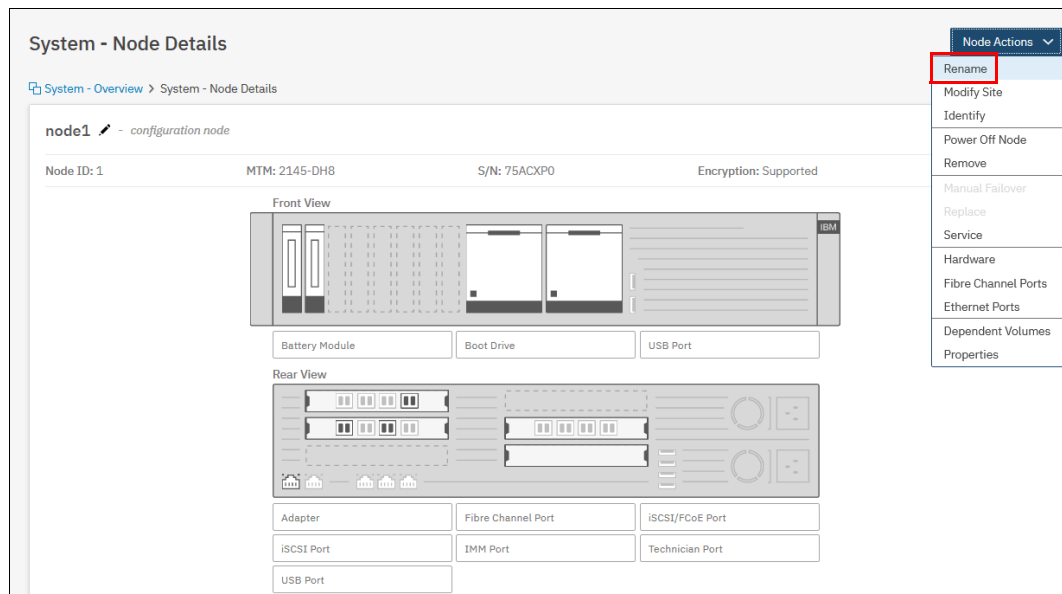 System - Node Details
Node Actions
Rename
Modify Site
Identify
Power Off Node
Remove
Manual Failover
Replace
Service
Hardware
Fibre Channel Ports
Ethernet Ports
Dependent Volumes
Properties
System - Overview > System - Node Details
node1 - configuration node
Node ID: 1 MTM: 2145-DH8 S/N: 75ACXP0 Encryption: Supported
Front View
IBM
Battery Module Boot Drive USB Port
Rear View
Adapter Fibre Channel Port iSCSI/FCoE Port
iSCSI Port IMM Port Technician Port
USB Port